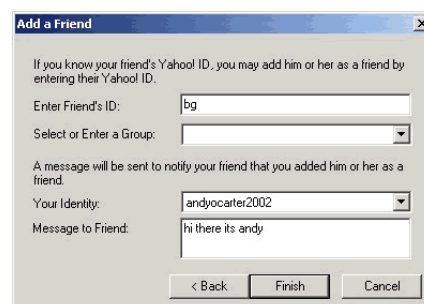 Add a Friend
If you know your friend's Yahoo! ID, you may add him or her as a friend by
entering their Yahoo! ID.
Enter Friend's ID: bg
Select or Enter a Group:
A message will be sent to notify your friend that you added him or her as a
friend.
Your Identity: andyocarter2002
Message to Friend: hi there its andy
< Back Finish Cancel